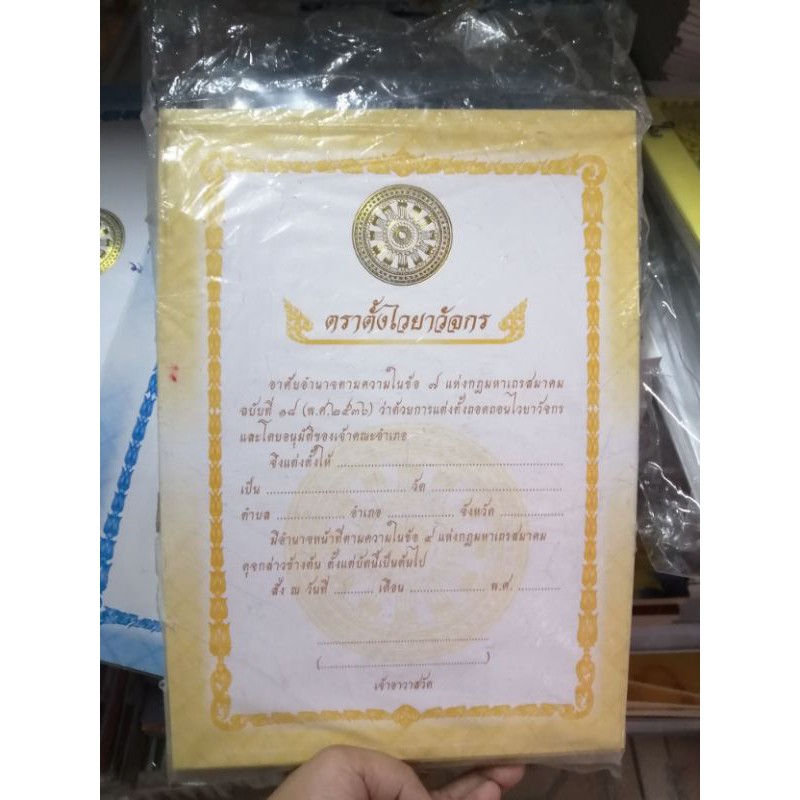 ตราตั้งไวยาวัจกร
อาศัยอำนาจตามความในข้อ ๗ แห่งกฎมหาเถรสมาคม
ฉบับที่ ๑๘ (พ.ศ.๒๕๓๖) ว่าด้วยการแต่งตั้งถอดถอนไวยาวัจกร
และโดยอนุมัติของเจ้าคณะอำเภอ
จึงแต่งตั้งให้ ............................................................
เป็น ...................................... วัด ...................................
ตำบล .................. อำเภอ .................. จังหวัด .................
มีอำนาจหน้าที่ตามความในข้อ ๔ แห่งกฎมหาเถรสมาคม
ดุจกล่าวข้างต้น ตั้งแต่บัดนี้เป็นต้นไป
สั่ง ณ วันที่ ........... เดือน .................... พ.ศ. ...........
..............................................
(..........................................)
เจ้าอาวาสวัด